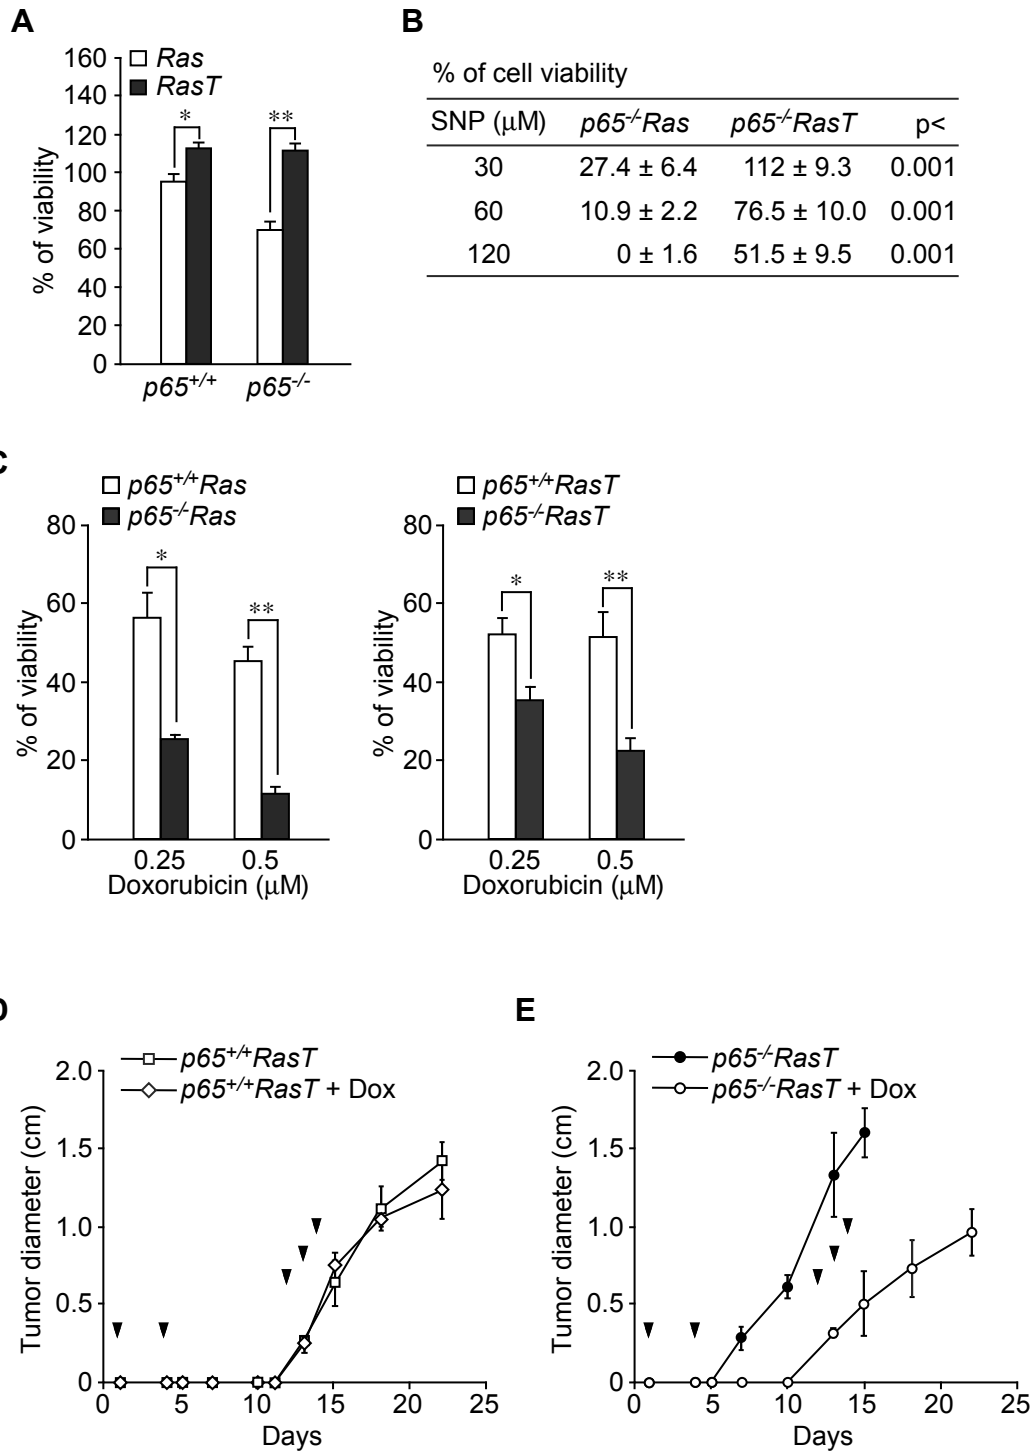 A
160
140
120
100
80
60
40
20
0
% of viability
Ras
RasT
*
**
p65+/+
p65-/-
B
% of cell viability
SNP (µM) p65-/-Ras p65-/-RasT p<
30 27.4 ± 6.4 112 ± 9.3 0.001
60 10.9 ± 2.2 76.5 ± 10.0 0.001
120 0 ± 1.6 51.5 ± 9.5 0.001
C
p65+/+Ras
p65-/-Ras
80
60
40
20
0
% of viability
*
**
0.25 0.5
Doxorubicin (µM)
p65+/+RasT
p65-/-RasT
80
60
40
20
0
% of viability
*
**
0.25 0.5
Doxorubicin (µM)
D
p65+/+RasT
p65+/+RasT + Dox
2.0
1.5
1.0
0.5
0
Tumor diameter (cm)
0 5 10 15 20 25
Days
E
p65-/-RasT
p65-/-RasT + Dox
2.0
1.5
1.0
0.5
0
Tumor diameter (cm)
0 5 10 15 20 25
Days